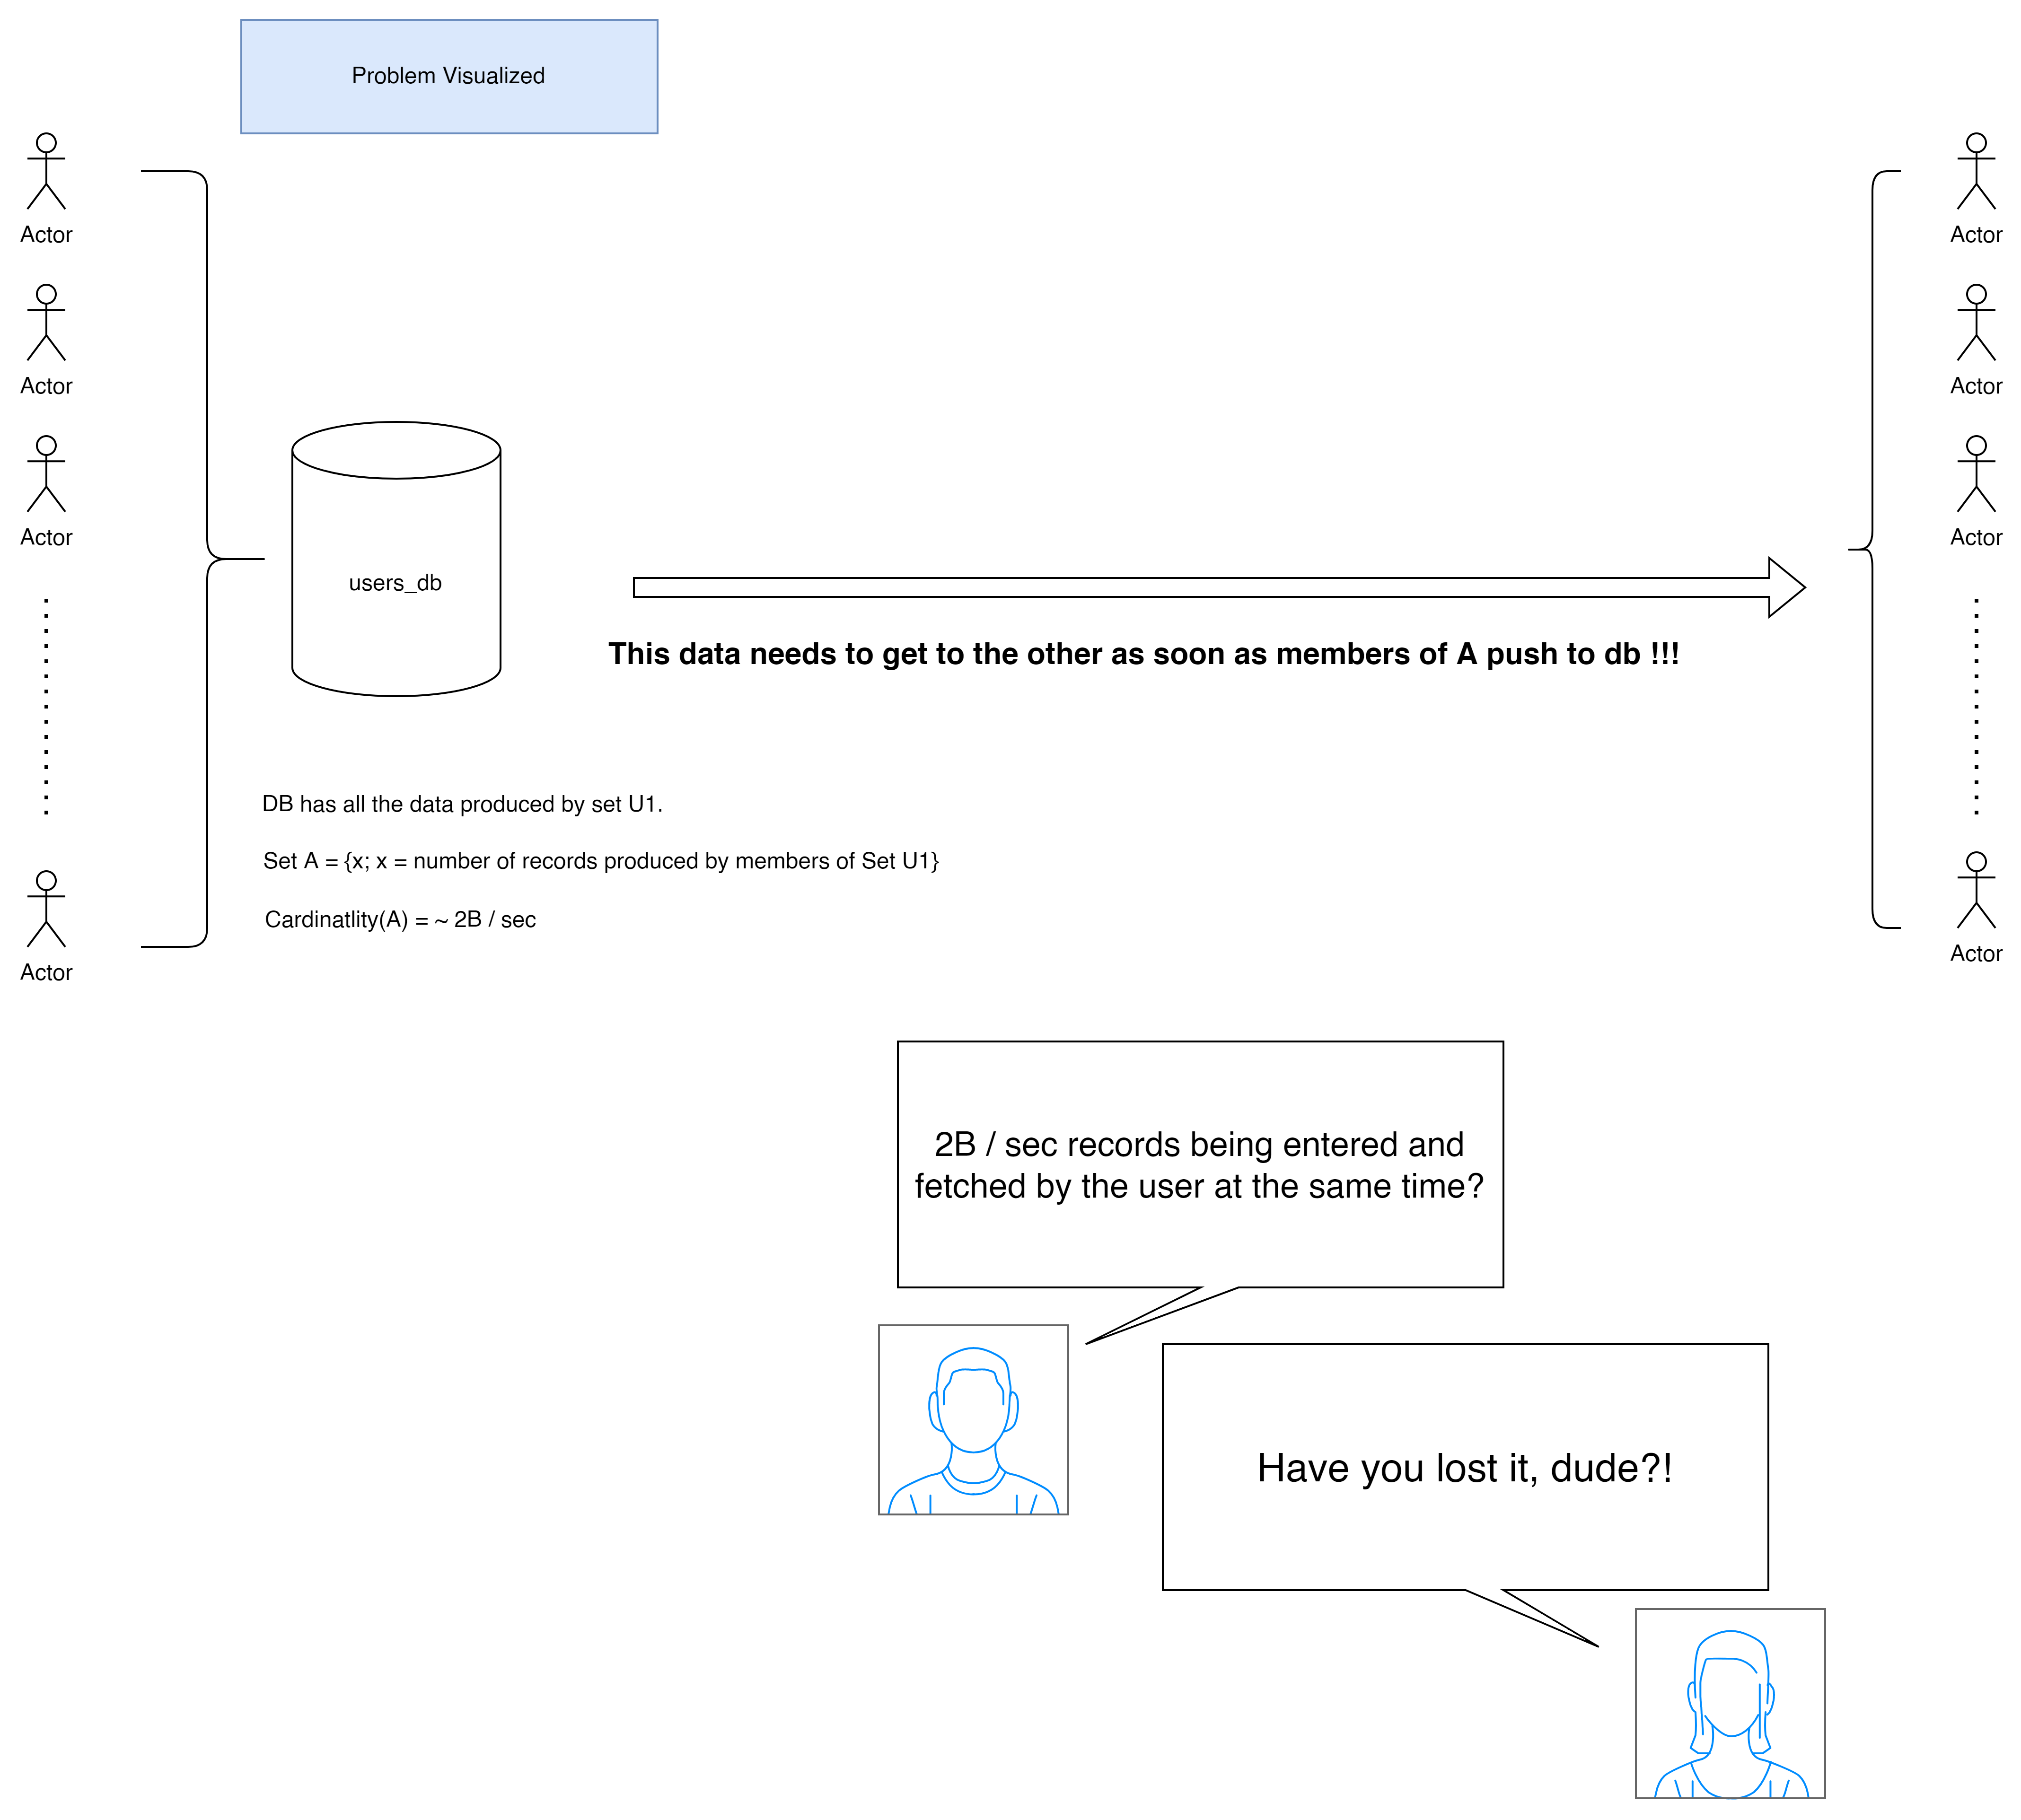 Problem Visualized
Actor
Actor
Actor
Actor
Actor
Actor
Actor
Actor
users_db
This data needs to get to the other as soon as members of A push to db !!!
DB has all the data produced by set U1.
Set A = {x; x = number of records produced by members of Set U1}
Cardinatlity(A) = ~ 2B / sec
2B / sec records being entered and
fetched by the user at the same time?
Have you lost it, dude?!